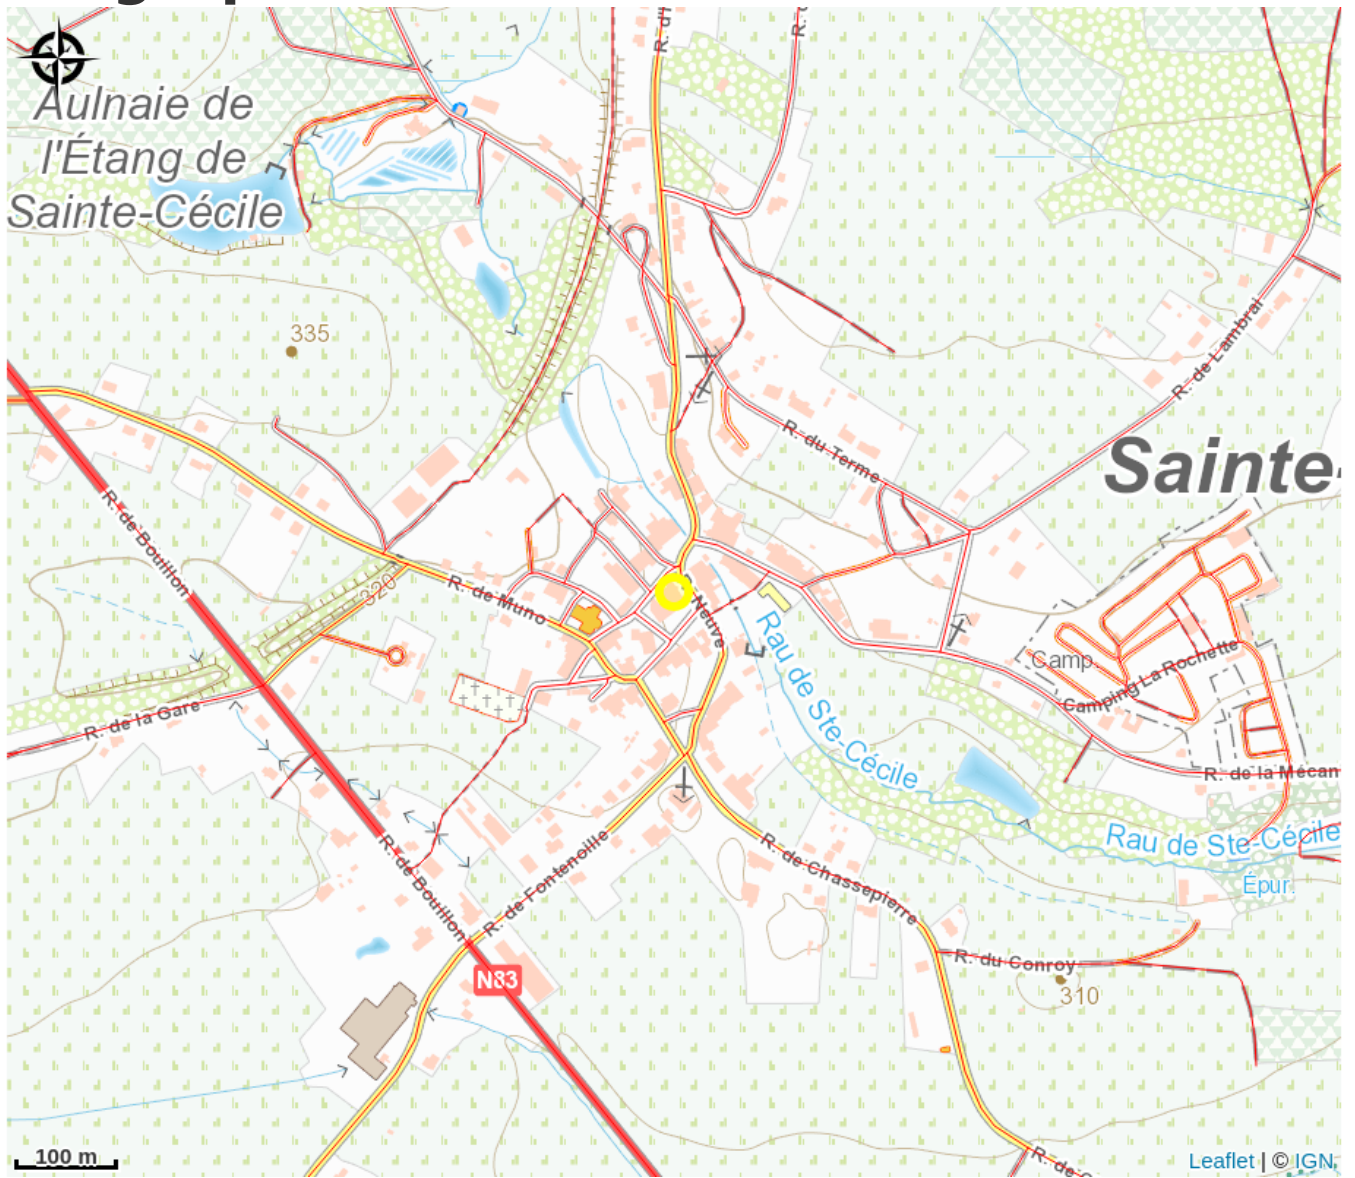 Aulnaie de
l'Étang de
Sainte-Cécile
335
R. de Lambrai
R. du Terme
Sainte-
R. de Bouillon
320
R. de Muno
Neuve
Rau de Ste-Cécile
Camp.
Camping La Rochette
R. de la Gare
R. de la Mécan
Rau de Ste-Cécile
Épur.
R. de Bouillon
R. de Fontenoille
R. de Chassepierre
R. du Conroy
310
N83
100 m
Leaflet | © IGN